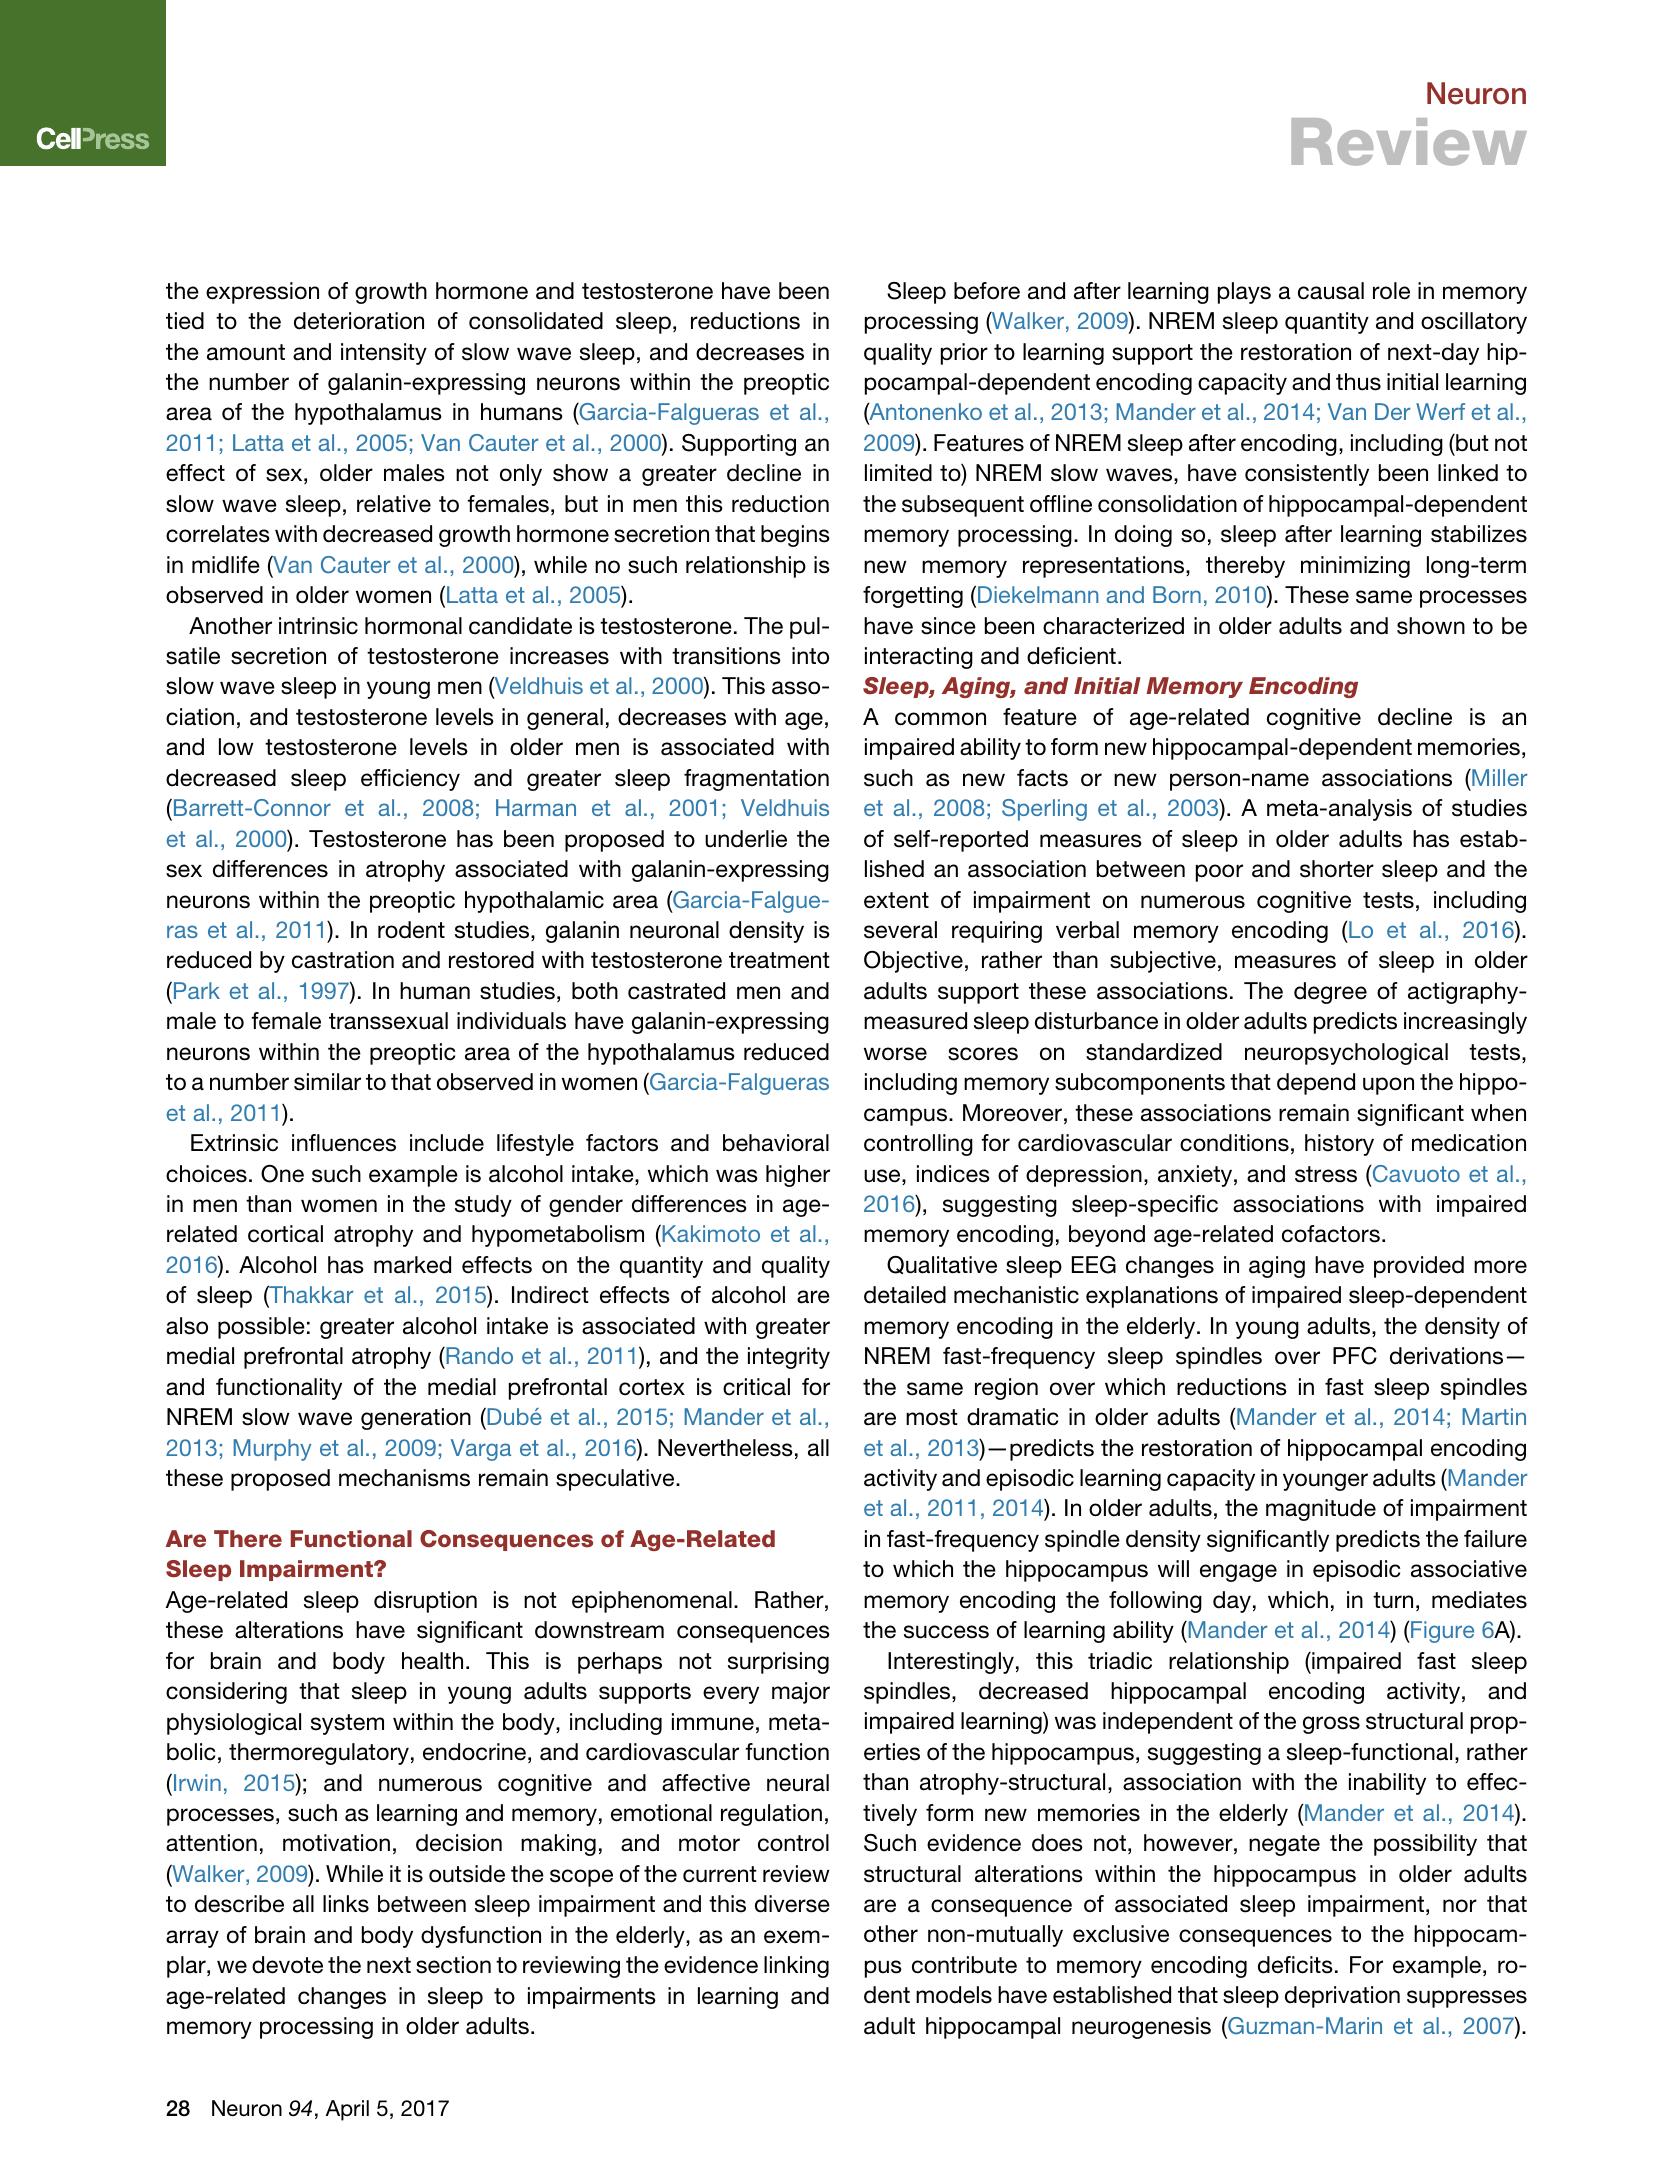 CellPress
Neuron
Review
the expression of growth hormone and testosterone have been
tied to the deterioration of consolidated sleep, reductions in
the amount and intensity of slow wave sleep, and decreases in
the number of galanin-expressing neurons within the preoptic
area of the hypothalamus in humans (Garcia-Falgueras et al.,
2011; Latta et al., 2005; Van Cauter et al., 2000). Supporting an
effect of sex, older males not only show a greater decline in
slow wave sleep, relative to females, but in men this reduction
correlates with decreased growth hormone secretion that begins
in midlife (Van Cauter et al., 2000), while no such relationship is
observed in older women (Latta et al., 2005).
Another intrinsic hormonal candidate is testosterone. The pul-
satile secretion of testosterone increases with transitions into
slow wave sleep in young men (Veldhuis et al., 2000). This asso-
ciation, and testosterone levels in general, decreases with age,
and low testosterone levels in older men is associated with
decreased sleep efficiency and greater sleep fragmentation
(Barrett-Connor et al., 2008; Harman et al., 2001; Veldhuis
et al., 2000). Testosterone has been proposed to underlie the
sex differences in atrophy associated with galanin-expressing
neurons within the preoptic hypothalamic area (Garcia-Falgue-
ras et al., 2011). In rodent studies, galanin neuronal density is
reduced by castration and restored with testosterone treatment
(Park et al., 1997). In human studies, both castrated men and
male to female transsexual individuals have galanin-expressing
neurons within the preoptic area of the hypothalamus reduced
to a number similar to that observed in women (Garcia-Falgueras
et al., 2011).
Extrinsic influences include lifestyle factors and behavioral
choices. One such example is alcohol intake, which was higher
in men than women in the study of gender differences in age-
related cortical atrophy and hypometabolism (Kakimoto et al.,
2016). Alcohol has marked effects on the quantity and quality
of sleep (Thakkar et al., 2015). Indirect effects of alcohol are
also possible: greater alcohol intake is associated with greater
medial prefrontal atrophy (Rando et al., 2011), and the integrity
and functionality of the medial prefrontal cortex is critical for
NREM slow wave generation (Dubé et al., 2015; Mander et al.,
2013; Murphy et al., 2009; Varga et al., 2016). Nevertheless, all
these proposed mechanisms remain speculative.
Are There Functional Consequences of Age-Related
Sleep Impairment?
Age-related sleep disruption is not epiphenomenal. Rather,
these alterations have significant downstream consequences
for brain and body health. This is perhaps not surprising
considering that sleep in young adults supports every major
physiological system within the body, including immune, meta-
bolic, thermoregulatory, endocrine, and cardiovascular function
(Irwin, 2015); and numerous cognitive and affective neural
processes, such as learning and memory, emotional regulation,
attention, motivation, decision making, and motor control
(Walker, 2009). While it is outside the scope of the current review
to describe all links between sleep impairment and this diverse
array of brain and body dysfunction in the elderly, as an exem-
plar, we devote the next section to reviewing the evidence linking
age-related changes in sleep to impairments in learning and
memory processing in older adults.
Sleep before and after learning plays a causal role in memory
processing (Walker, 2009). NREM sleep quantity and oscillatory
quality prior to learning support the restoration of next-day hip-
pocampal-dependent encoding capacity and thus initial learning
(Antonenko et al., 2013; Mander et al., 2014; Van Der Werf et al.,
2009). Features of NREM sleep after encoding, including (but not
limited to) NREM slow waves, have consistently been linked to
the subsequent offline consolidation of hippocampal-dependent
memory processing. In doing so, sleep after learning stabilizes
new memory representations, thereby minimizing long-term
forgetting (Diekelmann and Born, 2010). These same processes
have since been characterized in older adults and shown to be
interacting and deficient.
Sleep, Aging, and Initial Memory Encoding
A common feature of age-related cognitive decline is an
impaired ability to form new hippocampal-dependent memories,
such as new facts or new person-name associations (Miller
et al., 2008; Sperling et al., 2003). A meta-analysis of studies
of self-reported measures of sleep in older adults has estab-
lished an association between poor and shorter sleep and the
extent of impairment on numerous cognitive tests, including
several requiring verbal memory encoding (Lo et al., 2016).
Objective, rather than subjective, measures of sleep in older
adults support these associations. The degree of actigraphy-
measured sleep disturbance in older adults predicts increasingly
worse scores on standardized neuropsychological tests,
including memory subcomponents that depend upon the hippo-
campus. Moreover, these associations remain significant when
controlling for cardiovascular conditions, history of medication
use, indices of depression, anxiety, and stress (Cavuoto et al.,
2016), suggesting sleep-specific associations with impaired
memory encoding, beyond age-related cofactors.
Qualitative sleep EEG changes in aging have provided more
detailed mechanistic explanations of impaired sleep-dependent
memory encoding in the elderly. In young adults, the density of
NREM fast-frequency sleep spindles over PFC derivations—
the same region over which reductions in fast sleep spindles
are most dramatic in older adults (Mander et al., 2014; Martin
et al., 2013)—predicts the restoration of hippocampal encoding
activity and episodic learning capacity in younger adults (Mander
et al., 2011, 2014). In older adults, the magnitude of impairment
in fast-frequency spindle density significantly predicts the failure
to which the hippocampus will engage in episodic associative
memory encoding the following day, which, in turn, mediates
the success of learning ability (Mander et al., 2014) (Figure 6A).
Interestingly, this triadic relationship (impaired fast sleep
spindles, decreased hippocampal encoding activity, and
impaired learning) was independent of the gross structural prop-
erties of the hippocampus, suggesting a sleep-functional, rather
than atrophy-structural, association with the inability to effec-
tively form new memories in the elderly (Mander et al., 2014).
Such evidence does not, however, negate the possibility that
structural alterations within the hippocampus in older adults
are a consequence of associated sleep impairment, nor that
other non-mutually exclusive consequences to the hippocam-
pus contribute to memory encoding deficits. For example, ro-
dent models have established that sleep deprivation suppresses
adult hippocampal neurogenesis (Guzman-Marin et al., 2007).
28 Neuron 94, April 5, 2017